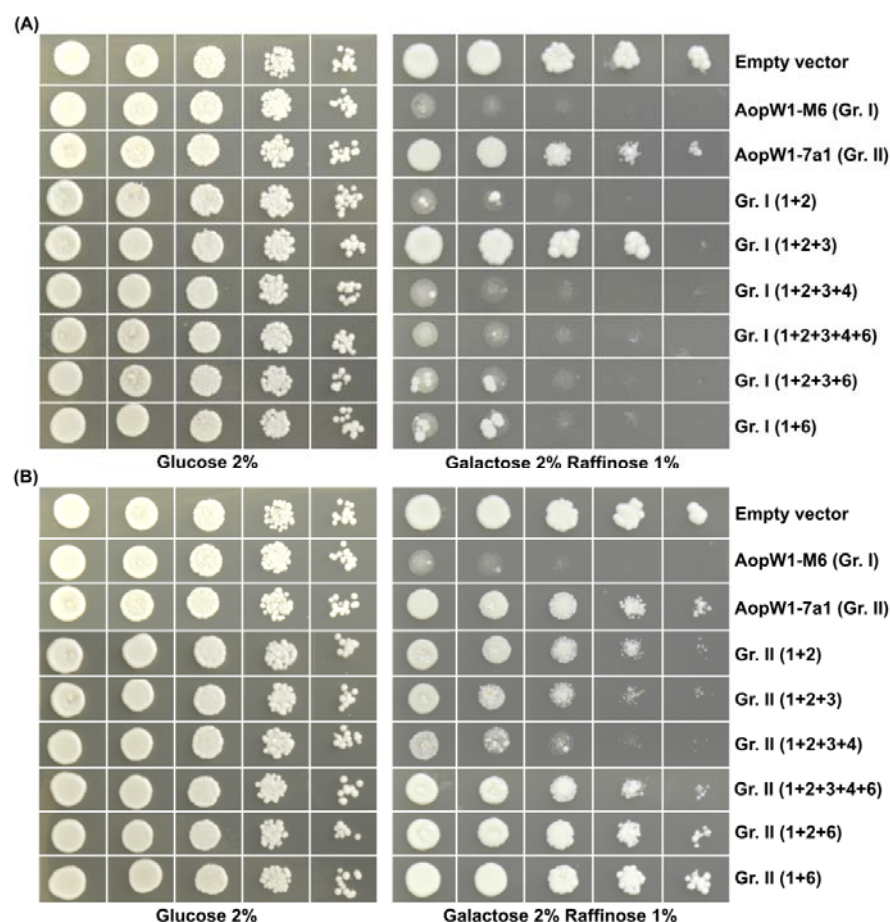 (A)
Empty vector
AopW1-M6 (Gr. I)
AopW1-7a1 (Gr. II)
Gr. I (1+2)
Gr. I (1+2+3)
Gr. I (1+2+3+4)
Gr. I (1+2+3+4+6)
Gr. I (1+2+3+6)
Gr. I (1+6)
Glucose 2% Galactose 2% Raffinose 1%
(B)
Empty vector
AopW1-M6 (Gr. I)
AopW1-7a1 (Gr. II)
Gr. II (1+2)
Gr. II (1+2+3)
Gr. II (1+2+3+4)
Gr. II (1+2+3+4+6)
Gr. II (1+2+6)
Gr. II (1+6)
Glucose 2% Galactose 2% Raffinose 1%